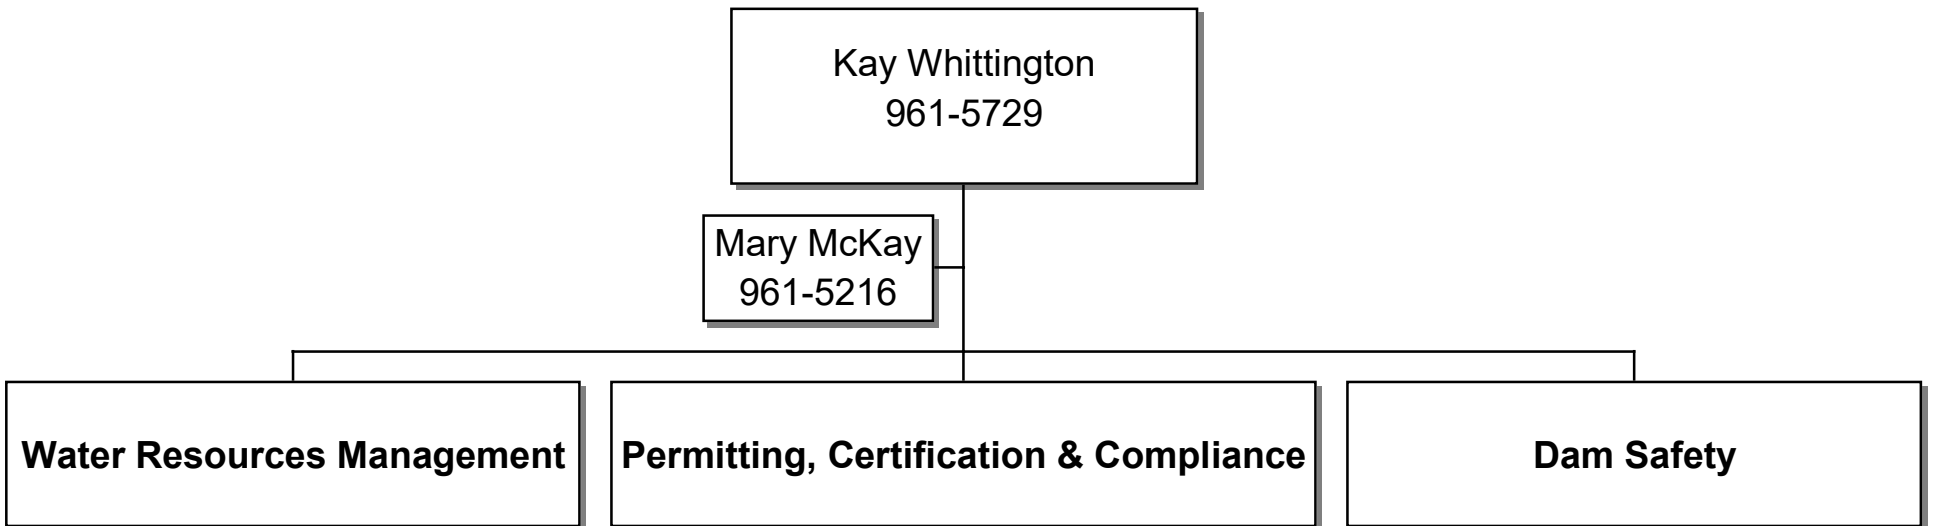 Kay Whittington
961-5729
Mary McKay
961-5216
Water Resources Management
Permitting, Certification & Compliance
Dam Safety